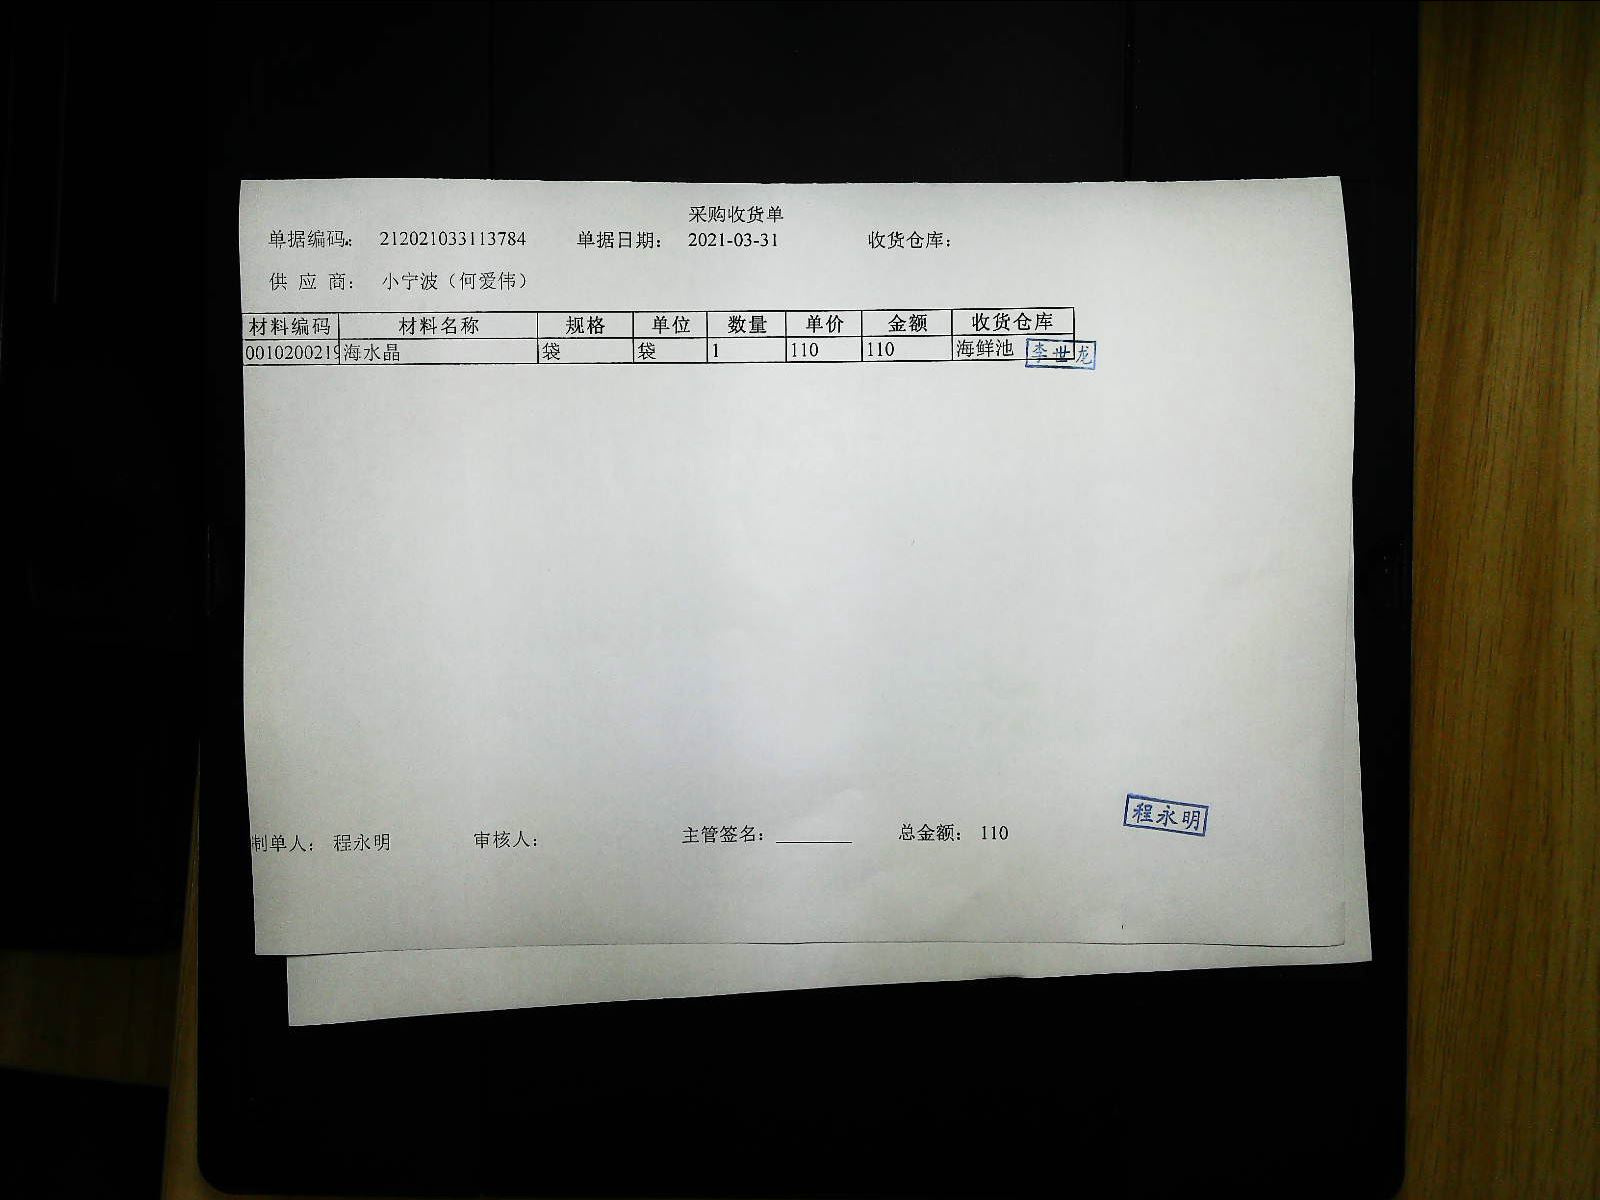 采购收货单
单据编码： 212021033113784 单据日期： 2021-03-31 收货仓库：
供 应 商： 小宁波（何爱伟）
材料编码 材料名称 规格 单位 数量 单价 金额 收货仓库
0010200219 海水晶 袋 袋 1 110 110 海鲜池
李世龙
程永明
制单人： 程永明 审核人： 主管签名： 总金额： 110